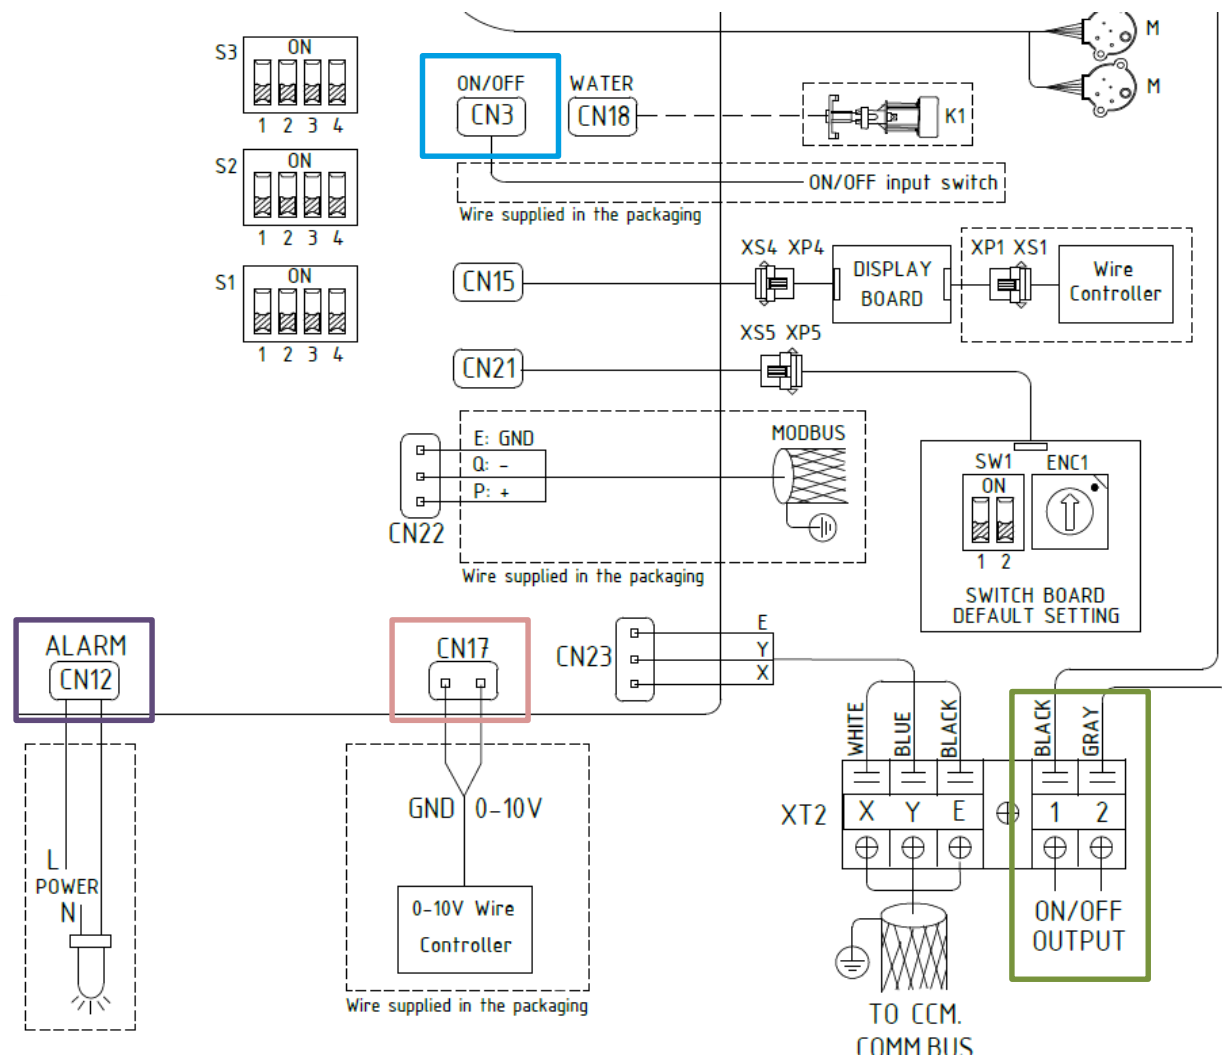 M
S3
ON
1 2 3 4
ON/OFF
CN3
WATER
CN18
K1
M
S2
ON
1 2 3 4
ON/OFF input switch
Wire supplied in the packaging
S1
ON
1 2 3 4
CN15
XS4 XP4
DISPLAY
BOARD
XP1 XS1
Wire
Controller
CN21
XS5 XP5
E: GND
Q: -
P: +
CN22
MODBUS
Wire supplied in the packaging
SW1
ON
1 2
ENC1
SWITCH BOARD
DEFAULT SETTING
ALARM
CN12
CN17
CN23
E
Y
X
WHITE
BLUE
BLACK
BLACK
GRAY
XT2
X Y E 1 2
GND 0-10V
L
POWER
N
0-10V Wire
Controller
Wire supplied in the packaging
ON/OFF
OUTPUT
TO CCM.
COMM.BUS